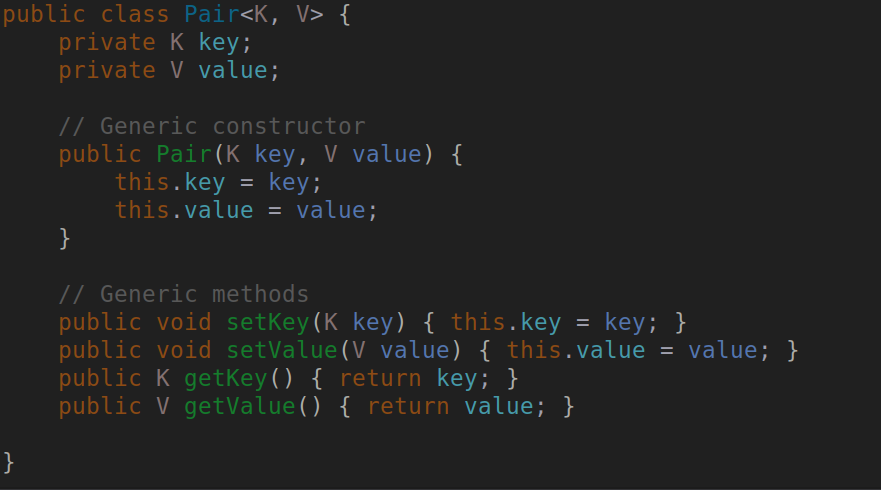 public class Pair<K, V> {
    private K key;
    private V value;

    // Generic constructor
    public Pair(K key, V value) {
        this.key = key;
        this.value = value;
    }

    // Generic methods
    public void setKey(K key) { this.key = key; }
    public void setValue(V value) { this.value = value; }
    public K getKey() { return key; }
    public V getValue() { return value; }

}